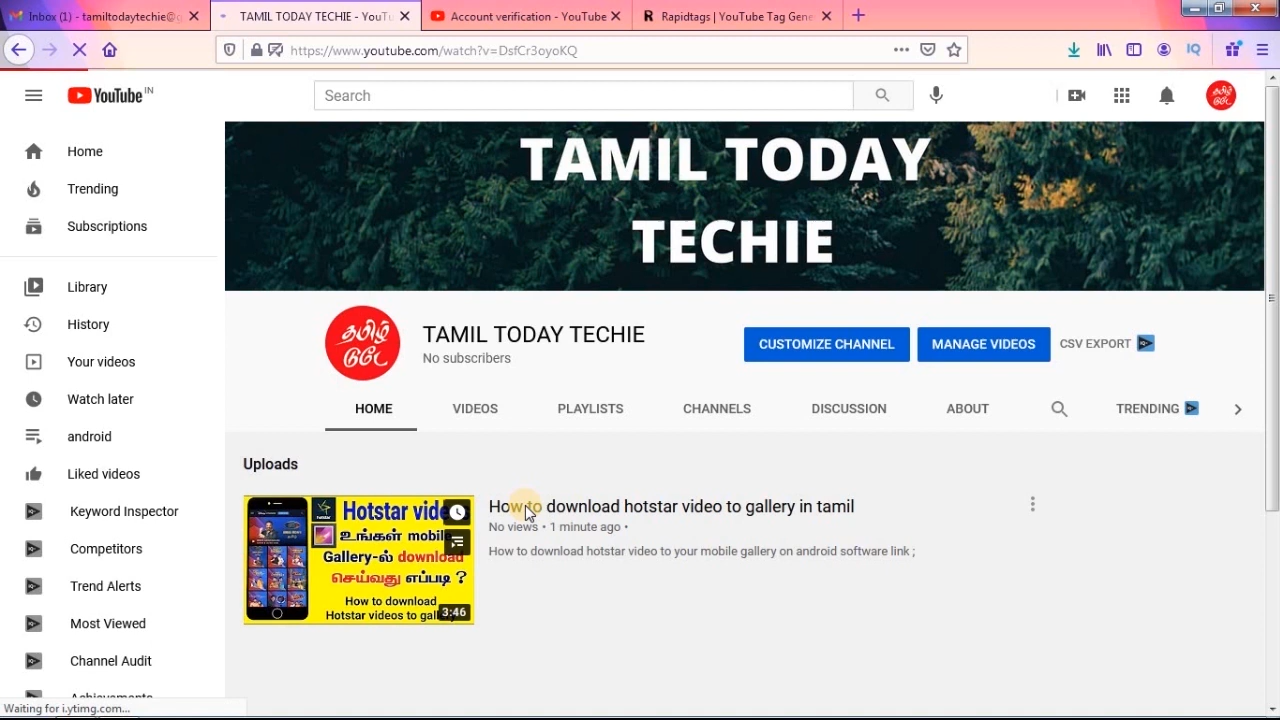 Inbox (1) - tamiltodaytechie@g
TAMIL TODAY TECHIE - YouTu
Account verification - YouTube
Rapidtags | YouTube Tag Gene
https://www.youtube.com/watch?v=DsfCr3oyoKQ
IQ
YouTube IN
Search
தமிழ் டுடே
Home
Trending
Subscriptions
Library
History
Your videos
Watch later
android
Liked videos
Keyword Inspector
Competitors
Trend Alerts
Most Viewed
Channel Audit
Achievements
TAMIL TODAY
TECHIE
தமிழ்
டுடே
TAMIL TODAY TECHIE
No subscribers
CUSTOMIZE CHANNEL
MANAGE VIDEOS
CSV EXPORT
HOME
VIDEOS
PLAYLISTS
CHANNELS
DISCUSSION
ABOUT
TRENDING
Uploads
Hotstar vide
உங்கள் mobil
Gallery-ல் download
செய்வது எப்படி ?
How to download
Hotstar videos to gall
3:46
How to download hotstar video to gallery in tamil
No views • 1 minute ago •
How to download hotstar video to your mobile gallery on android software link ;
Waiting for i.ytimg.com...